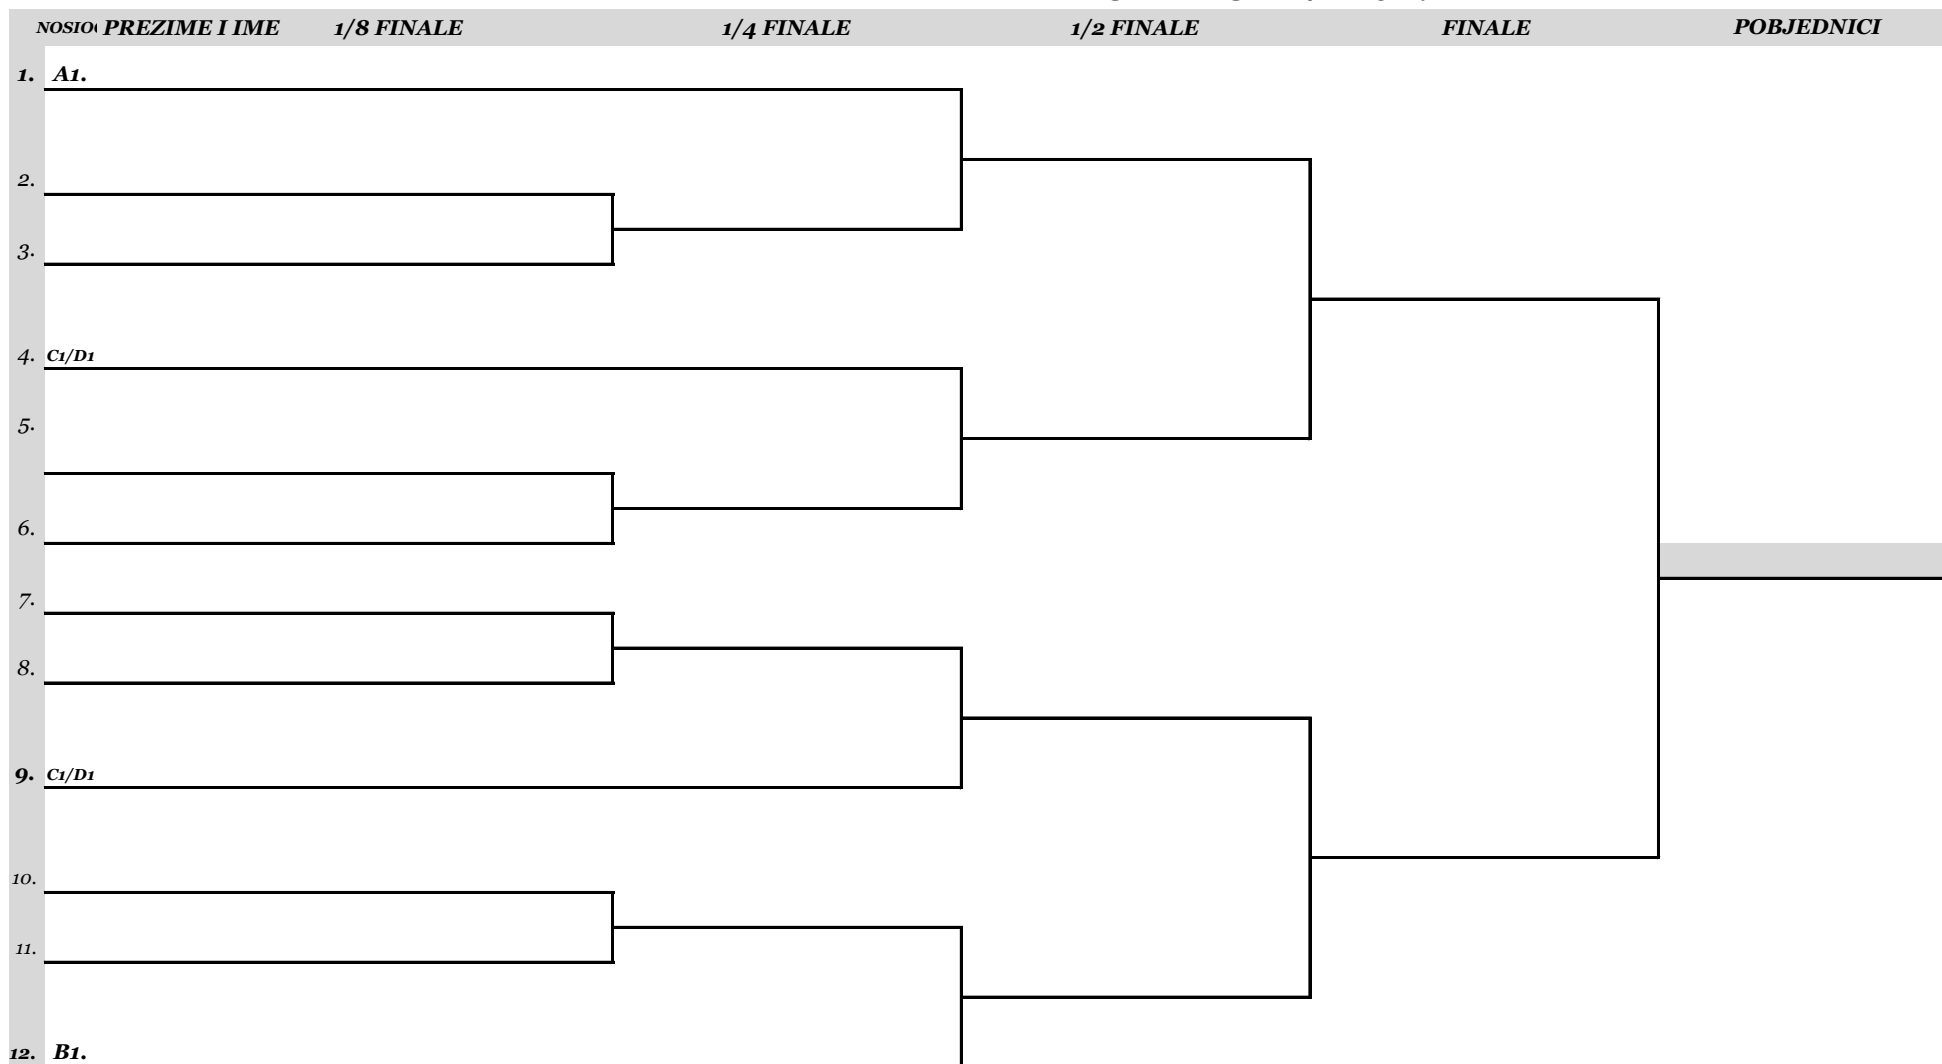 NOSIO PREZIME I IME 1/8 FINALE 1/4 FINALE 1/2 FINALE FINALE POBJEDNICI
1. A1.
2.
3.
4. C1/D1
5.
6.
7.
8.
9. C1/D1
10.
11.
12. B1.